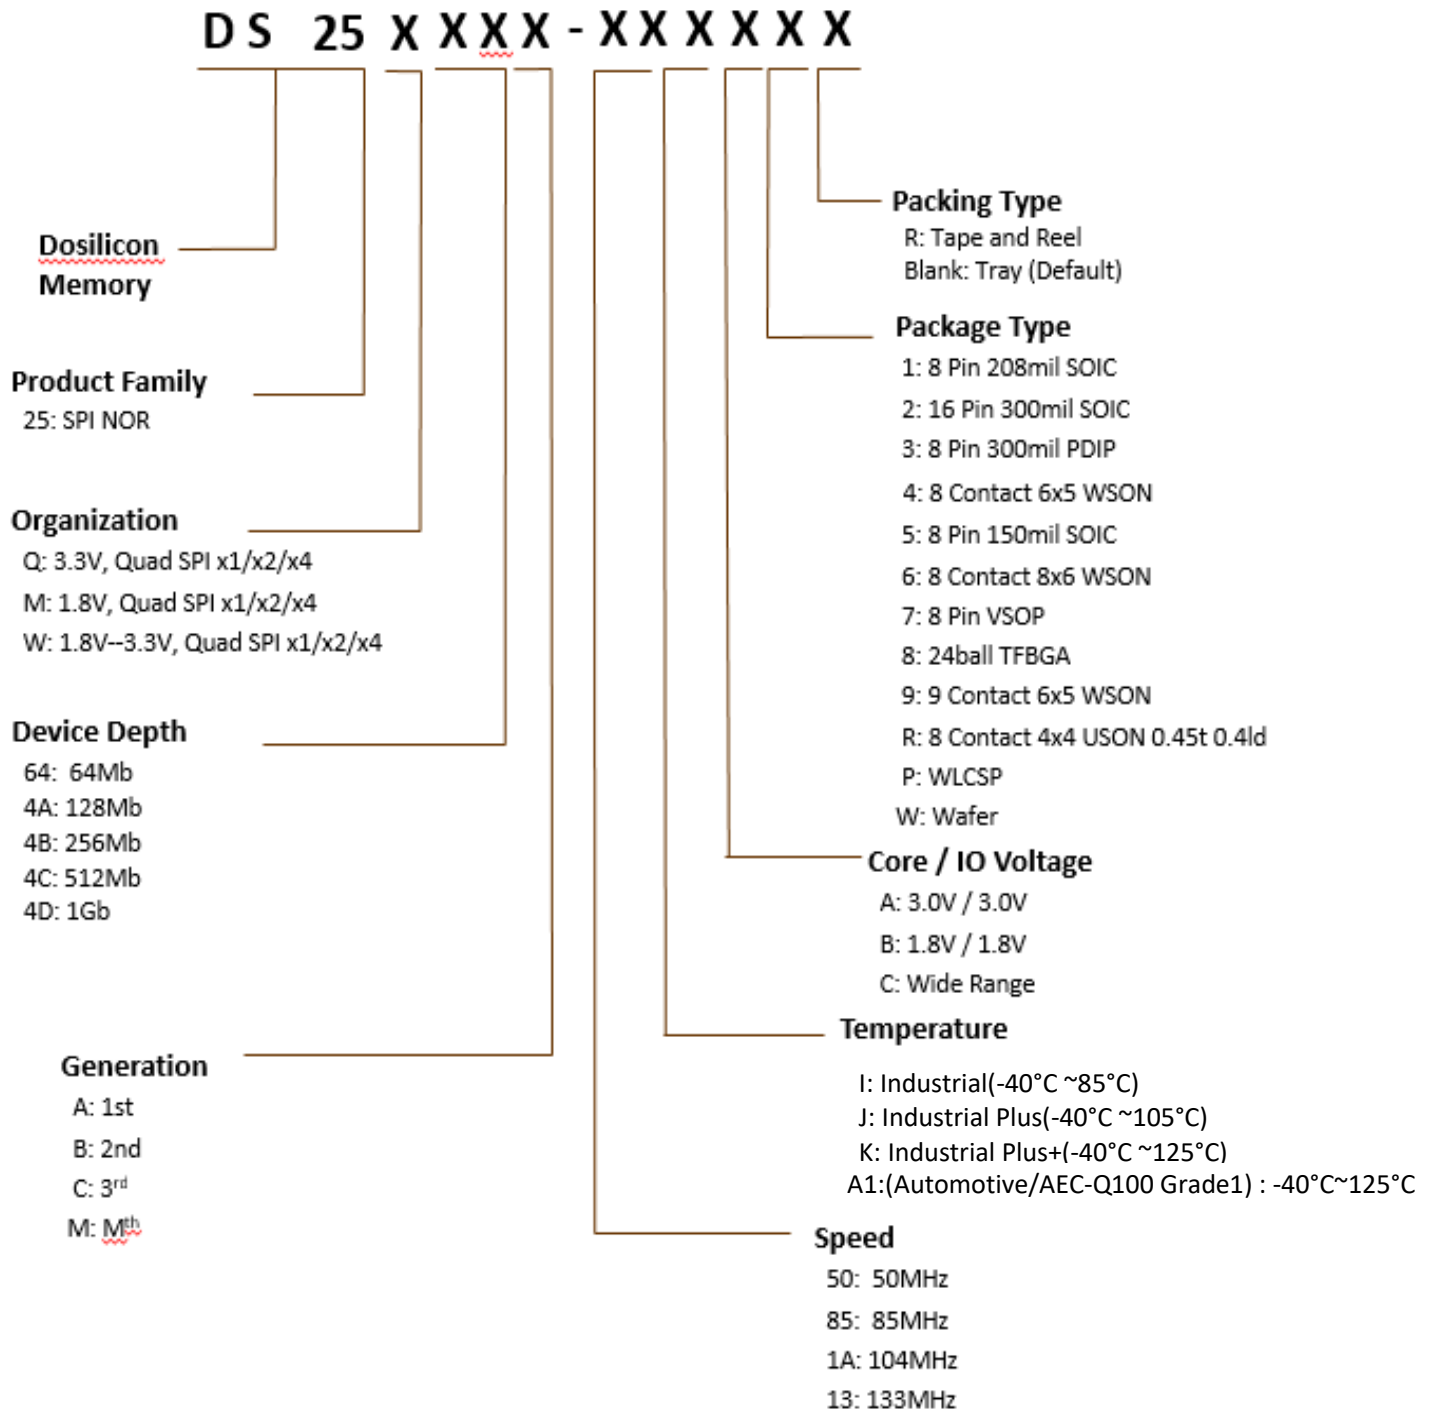 DS 25 X X X X - X X X X X X
Dosilicon
Memory
Product Family
25: SPI NOR
Organization
Q: 3.3V, Quad SPI x1/x2/x4
M: 1.8V, Quad SPI x1/x2/x4
W: 1.8V--3.3V, Quad SPI x1/x2/x4
Device Depth
64: 64Mb
4A: 128Mb
4B: 256Mb
4C: 512Mb
4D: 1Gb
Generation
A: 1st
B: 2nd
C: 3rd
M: Mth
Packing Type
R: Tape and Reel
Blank: Tray (Default)
Package Type
1: 8 Pin 208mil SOIC
2: 16 Pin 300mil SOIC
3: 8 Pin 300mil PDIP
4: 8 Contact 6x5 WSON
5: 8 Pin 150mil SOIC
6: 8 Contact 8x6 WSON
7: 8 Pin VSOP
8: 24ball TFBGA
9: 9 Contact 6x5 WSON
R: 8 Contact 4x4 USON 0.45t 0.4ld
P: WLCSP
W: Wafer
Core / IO Voltage
A: 3.0V / 3.0V
B: 1.8V / 1.8V
C: Wide Range
Temperature
I: Industrial(-40°C ~85°C)
J: Industrial Plus(-40°C ~105°C)
K: Industrial Plus+(-40°C ~125°C)
A1:(Automotive/AEC-Q100 Grade1) : -40°C~125°C
Speed
50: 50MHz
85: 85MHz
1A: 104MHz
13: 133MHz